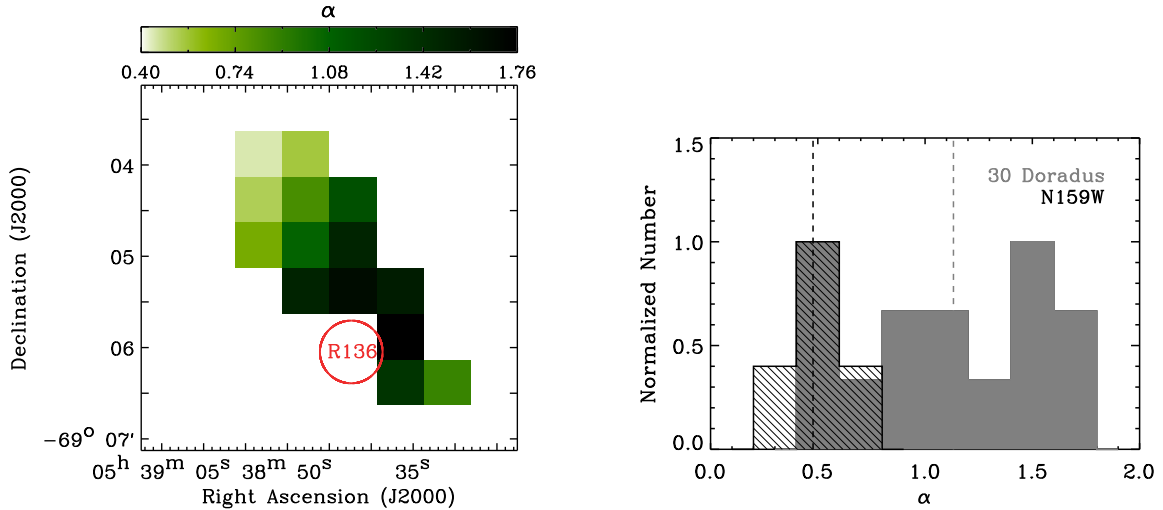 α
0.40 0.74 1.08 1.42 1.76
04
05
06
-69° 07'
Declination (J2000)
R136
05ʰ 39ᵐ 05ˢ 38ᵐ 50ˢ 35ˢ
Right Ascension (J2000)
1.5
1.0
0.5
0.0
Normalized Number
30 Doradus
N159W
0.0 0.5 1.0 1.5 2.0
α